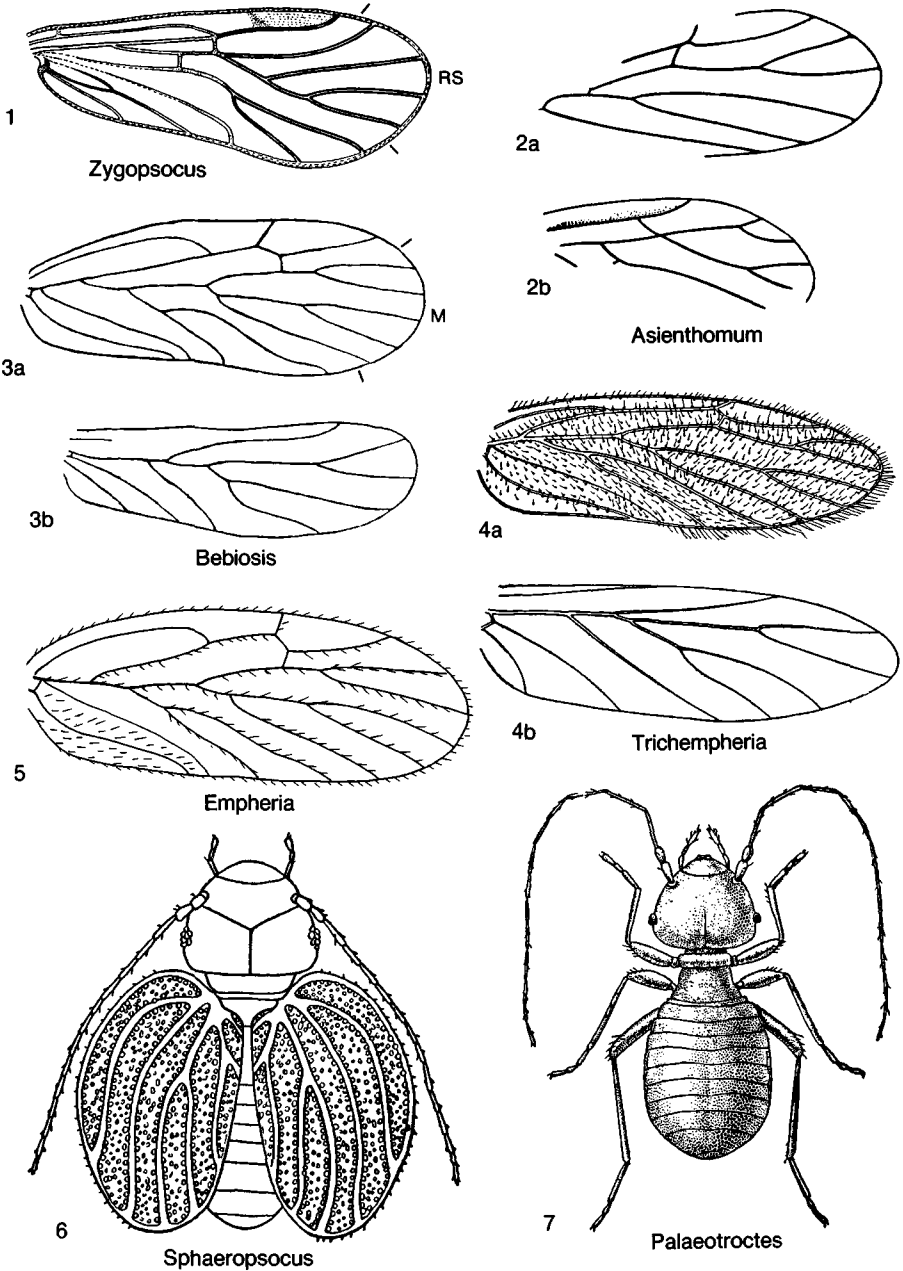 RS
1
Zygopsocus
2a
2b
Asienthomum
M
3a
3b
Bebiosis
4a
4b
Trichempheria
5
Empheria
6
Sphaeropsocus
7
Palaeotroctes